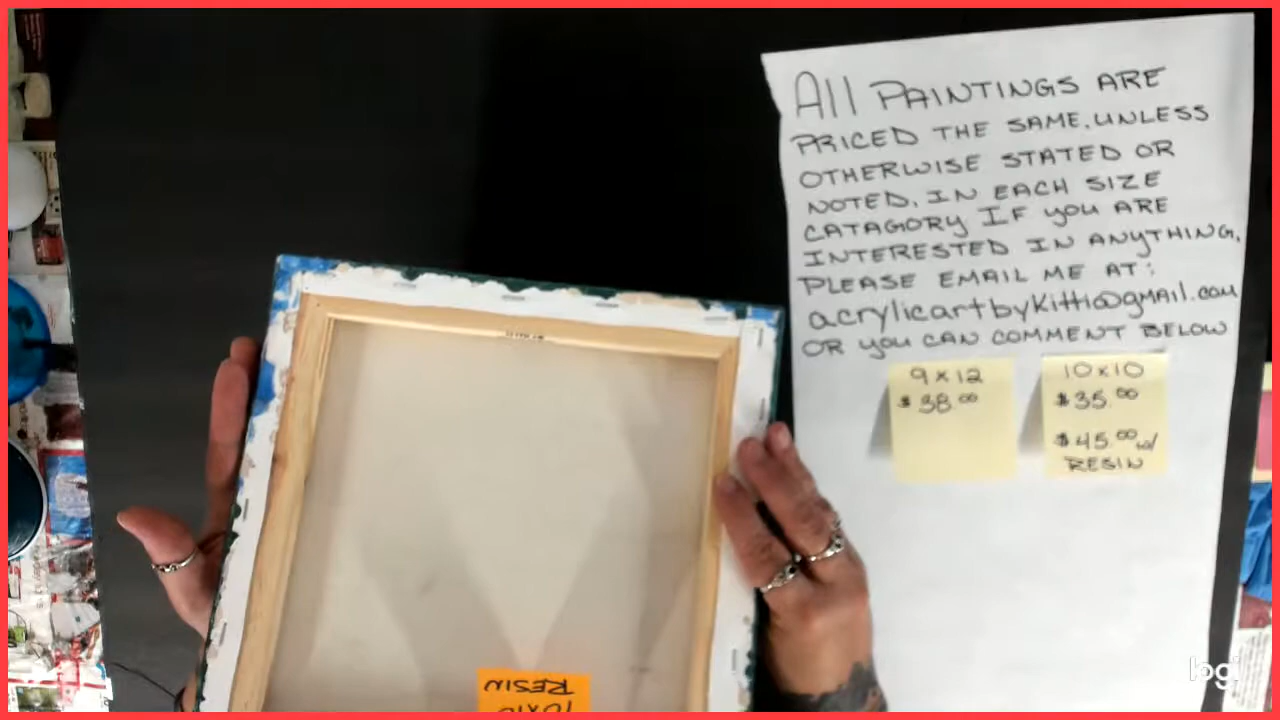 All PAINTINGS ARE
PRICED THE SAME, UNLESS
OTHERWISE STATED OR
NOTED, IN EACH SIZE
CATAGORY IF YOU ARE
INTERESTED IN ANYTHING,
PLEASE EMAIL ME AT:
acrylicartbykitti@gmail.com
OR YOU CAN COMMENT BELOW
9 x 12
$38.00
10 x 10
$35.00
$45.00 w/
RESIN
10x10
RESIN
logi